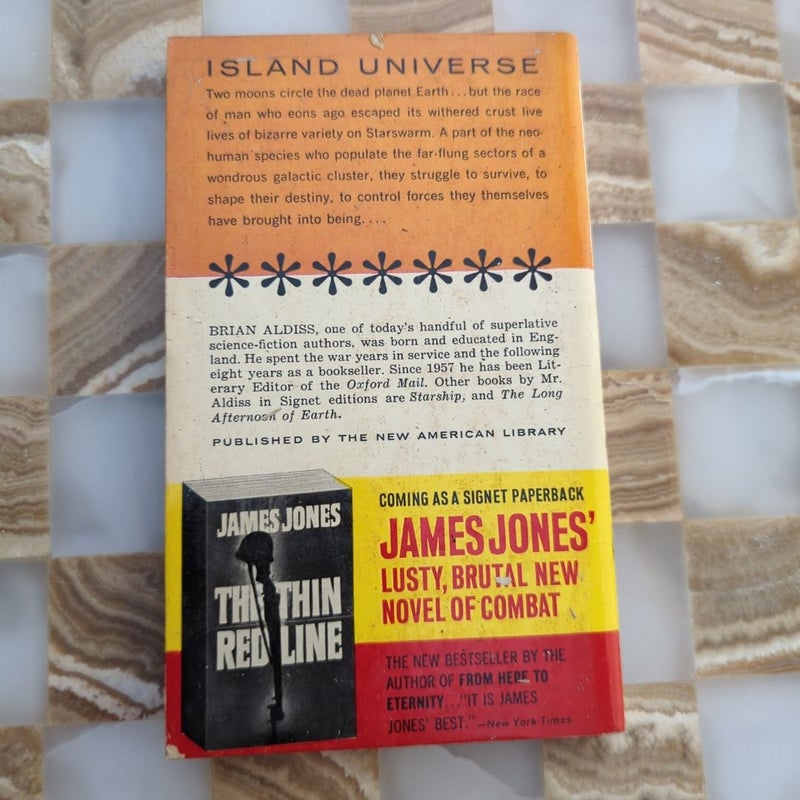 ISLAND UNIVERSE
Two moons circle the dead planet Earth...but the race
of man who eons ago escaped its withered crust live
lives of bizarre variety on Starswarm. A part of the neo-
human species who populate the far-flung sectors of a
wondrous galactic cluster, they struggle to survive, to
shape their destiny, to control forces they themselves
have brought into being....
BRIAN ALDISS, one of today's handful of superlative
science-fiction authors, was born and educated in Eng-
land. He spent the war years in service and the following
eight years as a bookseller. Since 1957 he has been Lit-
erary Editor of the Oxford Mail. Other books by Mr.
Aldiss in Signet editions are Starship, and The Long
Afternoon of Earth.
PUBLISHED BY THE NEW AMERICAN LIBRARY
JAMES JONES
THE THIN
RED LINE
COMING AS A SIGNET PAPERBACK
JAMES JONES'
LUSTY, BRUTAL NEW
NOVEL OF COMBAT
THE NEW BESTSELLER BY THE
AUTHOR OF FROM HERE TO
ETERNITY..."IT IS JAMES
JONES' BEST." —New York Times